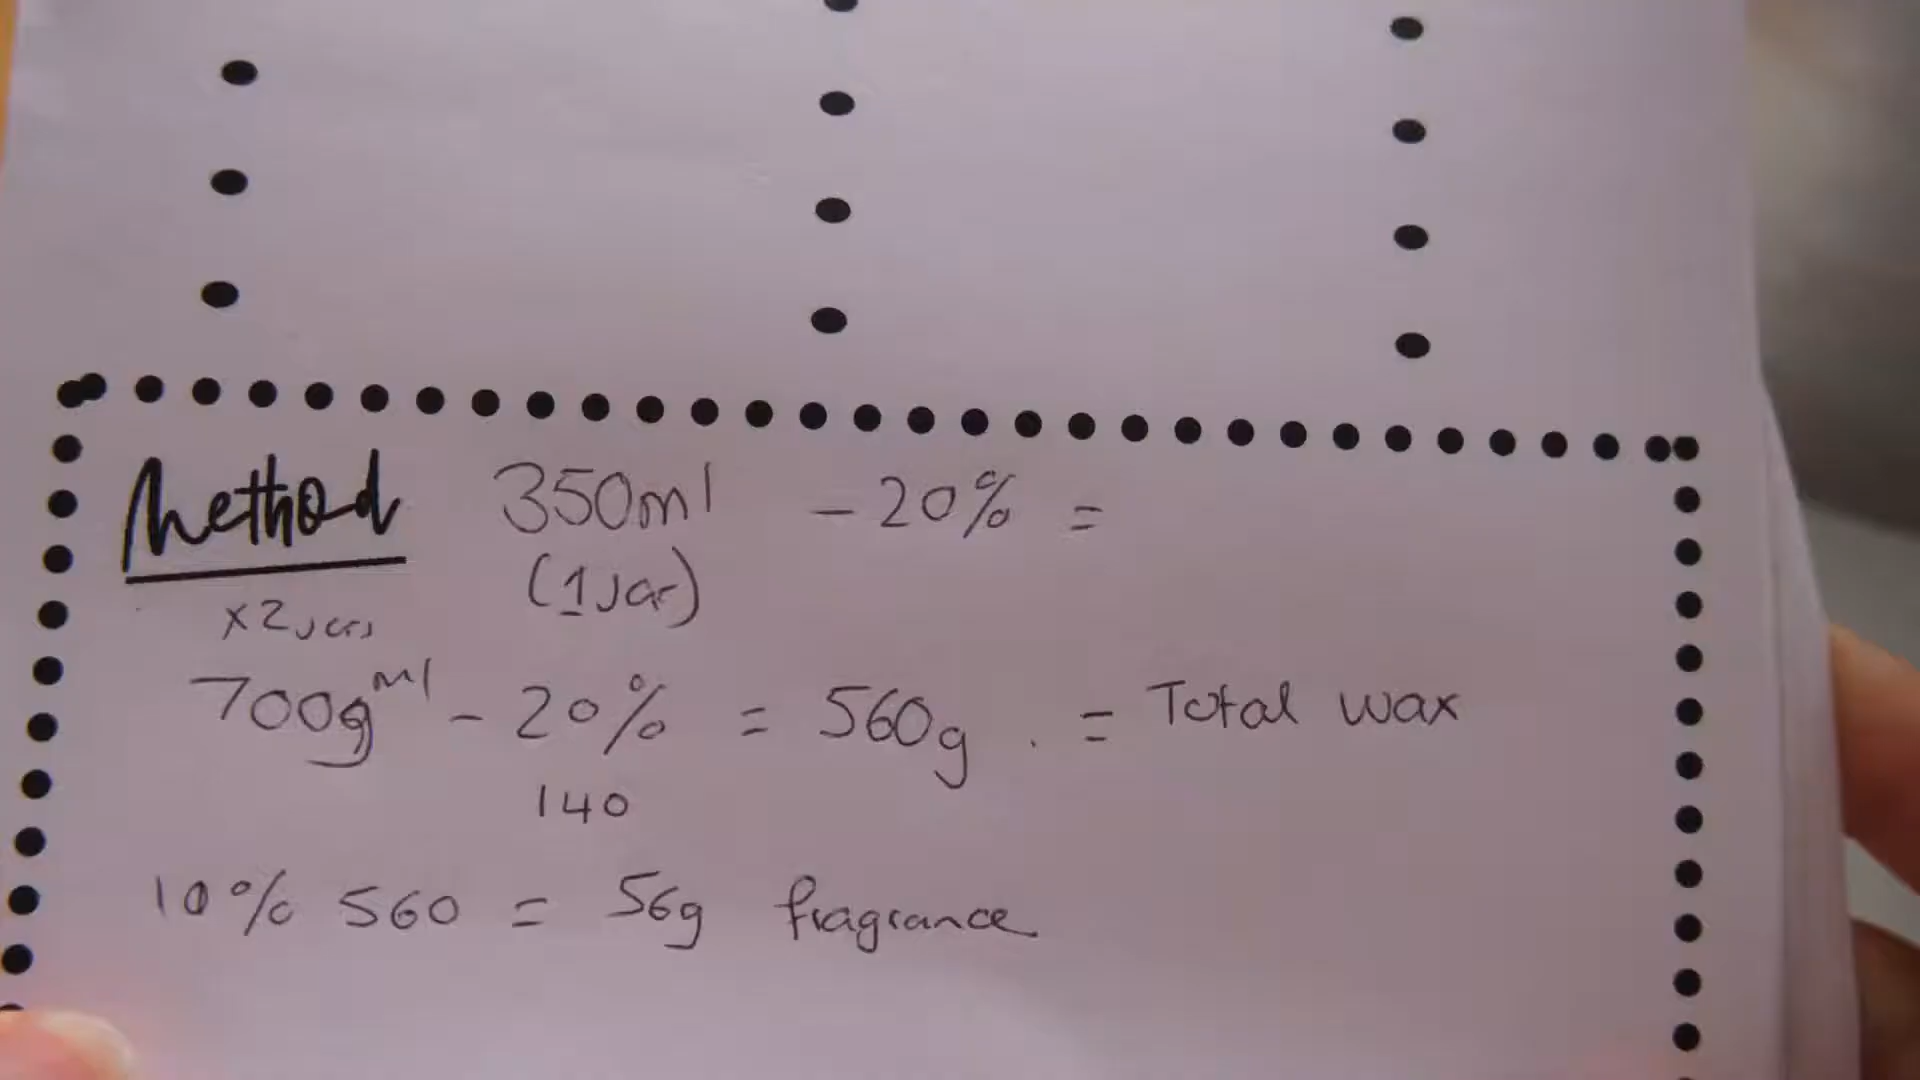 Method 350ml - 20% =
(1 Jar)
x2 Jars
700g ml - 20% = 560g . = Total wax
140
10% 560 = 56g fragrance